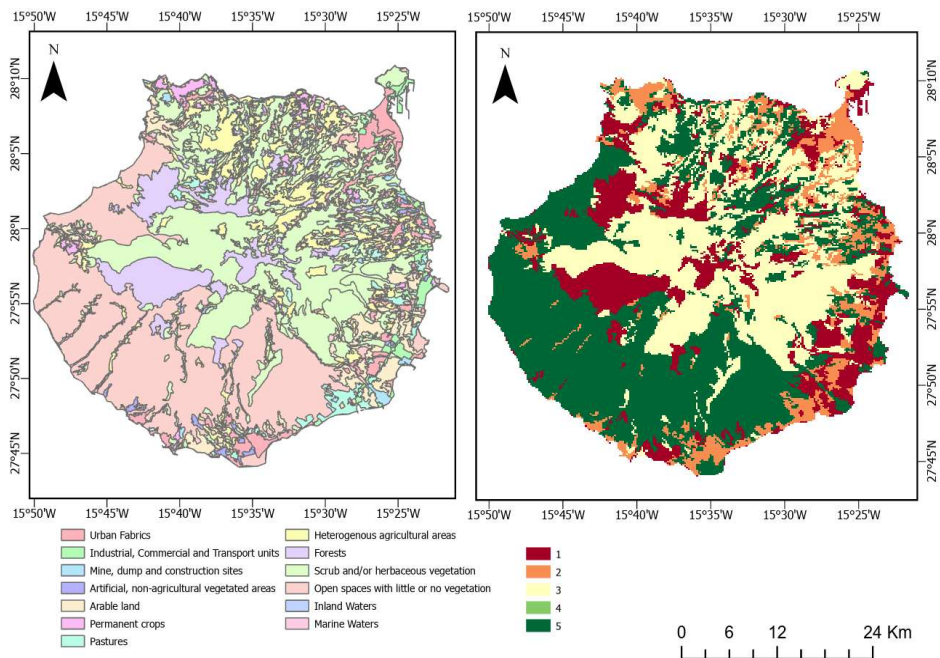 15°50'W 15°45'W 15°40'W 15°35'W 15°30'W 15°25'W
15°50'W 15°45'W 15°40'W 15°35'W 15°30'W 15°25'W
N
N
28°10'N
28°5'N
28°0'N
27°55'N
27°50'N
27°45'N
28°10'N
28°5'N
28°0'N
27°55'N
27°50'N
27°45'N
15°50'W 15°45'W 15°40'W 15°35'W 15°30'W 15°25'W
15°50'W 15°45'W 15°40'W 15°35'W 15°30'W 15°25'W
Urban Fabrics
Industrial, Commercial and Transport units
Mine, dump and construction sites
Artificial, non-agricultural vegetated areas
Arable land
Permanent crops
Pastures
Heterogenous agricultural areas
Forests
Scrub and/or herbaceous vegetation
Open spaces with little or no vegetation
Inland Waters
Marine Waters
1
2
3
4
5
0 6 12 24 Km